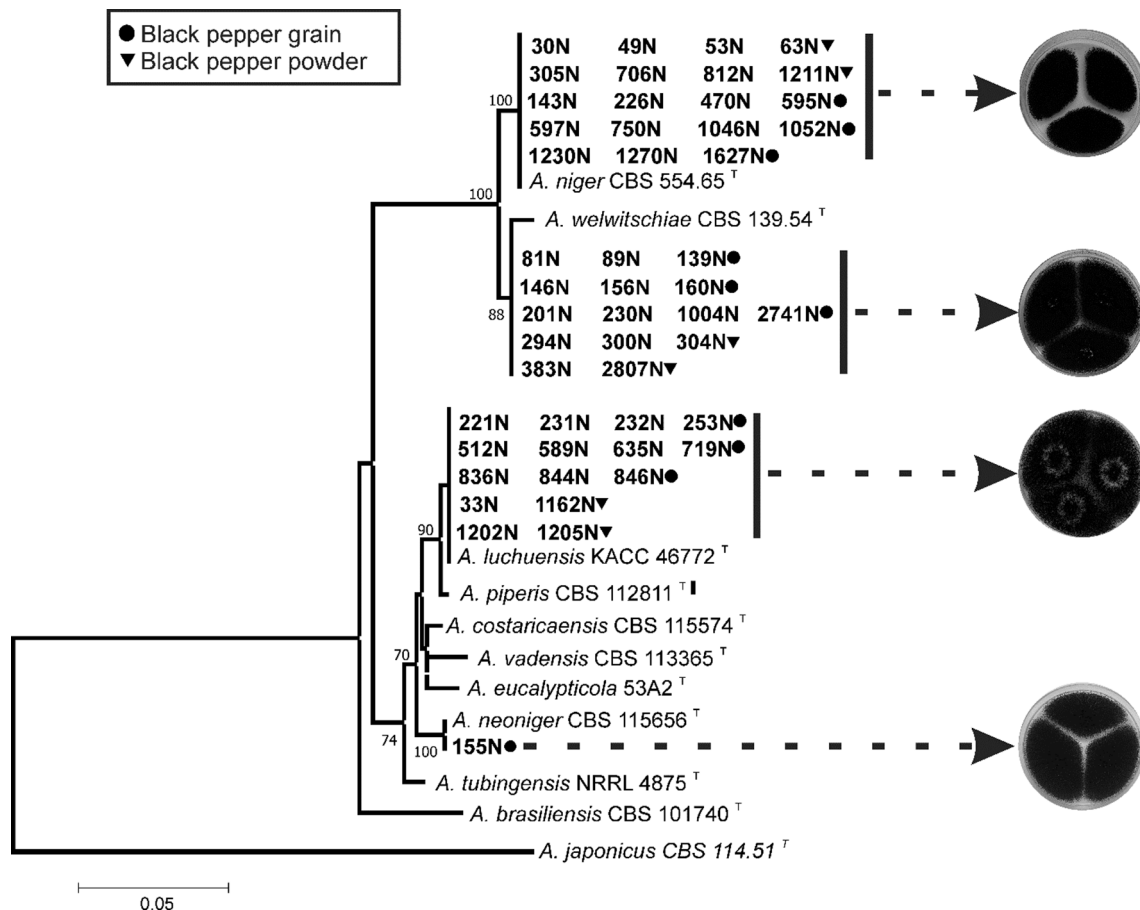 ● Black pepper grain
▼ Black pepper powder
30N 49N 53N 63N▼
305N 706N 812N 1211N▼
143N 226N 470N 595N●
597N 750N 1046N 1052N●
1230N 1270N 1627N●
A. niger CBS 554.65 T
100
100
A. welwitschiae CBS 139.54 T
81N 89N 139N●
146N 156N 160N●
201N 230N 1004N 2741N●
294N 300N 304N▼
383N 2807N▼
88
221N 231N 232N 253N●
512N 589N 635N 719N●
836N 844N 846N●
33N 1162N▼
1202N 1205N▼
90
A. luchuensis KACC 46772 T
A. piperis CBS 112811 T
A. costaricaensis CBS 115574 T
A. vadensis CBS 113365 T
70
A. eucalypticola 53A2 T
A. neoniger CBS 115656 T
74
100
155N●
A. tubingensis NRRL 4875 T
A. brasiliensis CBS 101740 T
A. japonicus CBS 114.51 T
0.05